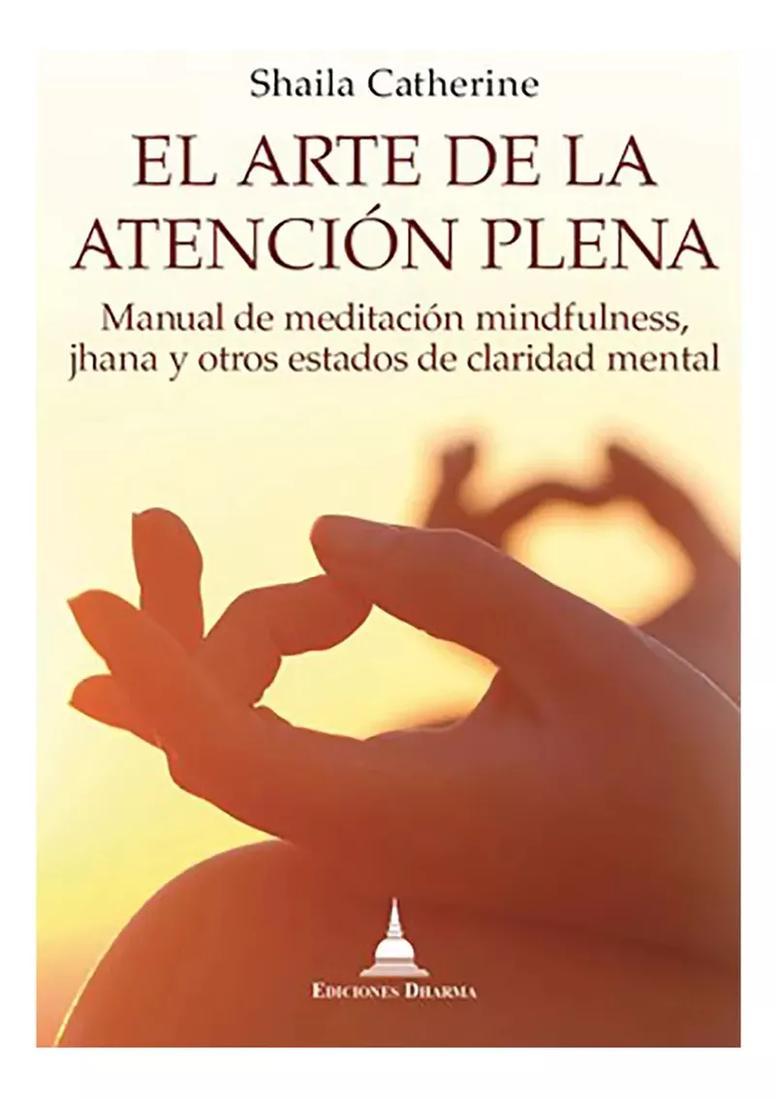 Shaila Catherine
EL ARTE DE LA
ATENCIÓN PLENA
Manual de meditación mindfulness,
jhana y otros estados de claridad mental
EDICIONES DHARMA